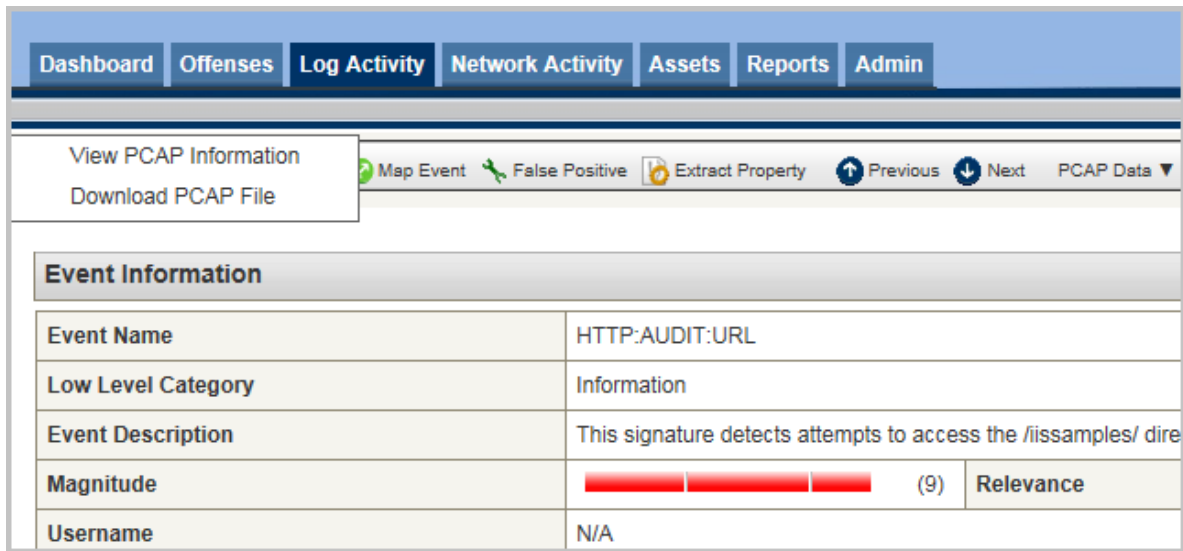 Dashboard Offenses Log Activity Network Activity Assets Reports Admin
View PCAP Information
Download PCAP File
Map Event False Positive Extract Property Previous Next PCAP Data ▼
Event Information
Event Name HTTP:AUDIT:URL
Low Level Category Information
Event Description This signature detects attempts to access the /iissamples/ dire
Magnitude (9) Relevance
Username N/A